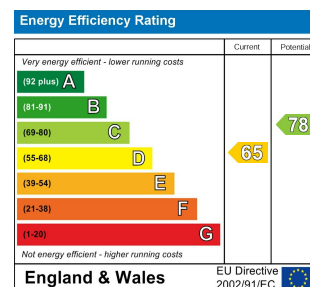 Energy Efficiency Rating
Current Potential
Very energy efficient - lower running costs
(92 plus) A
(81-91) B
(69-80) C
78
(55-68) D
65
(39-54) E
(21-38) F
(1-20) G
Not energy efficient - higher running costs
England & Wales
EU Directive
2002/91/EC